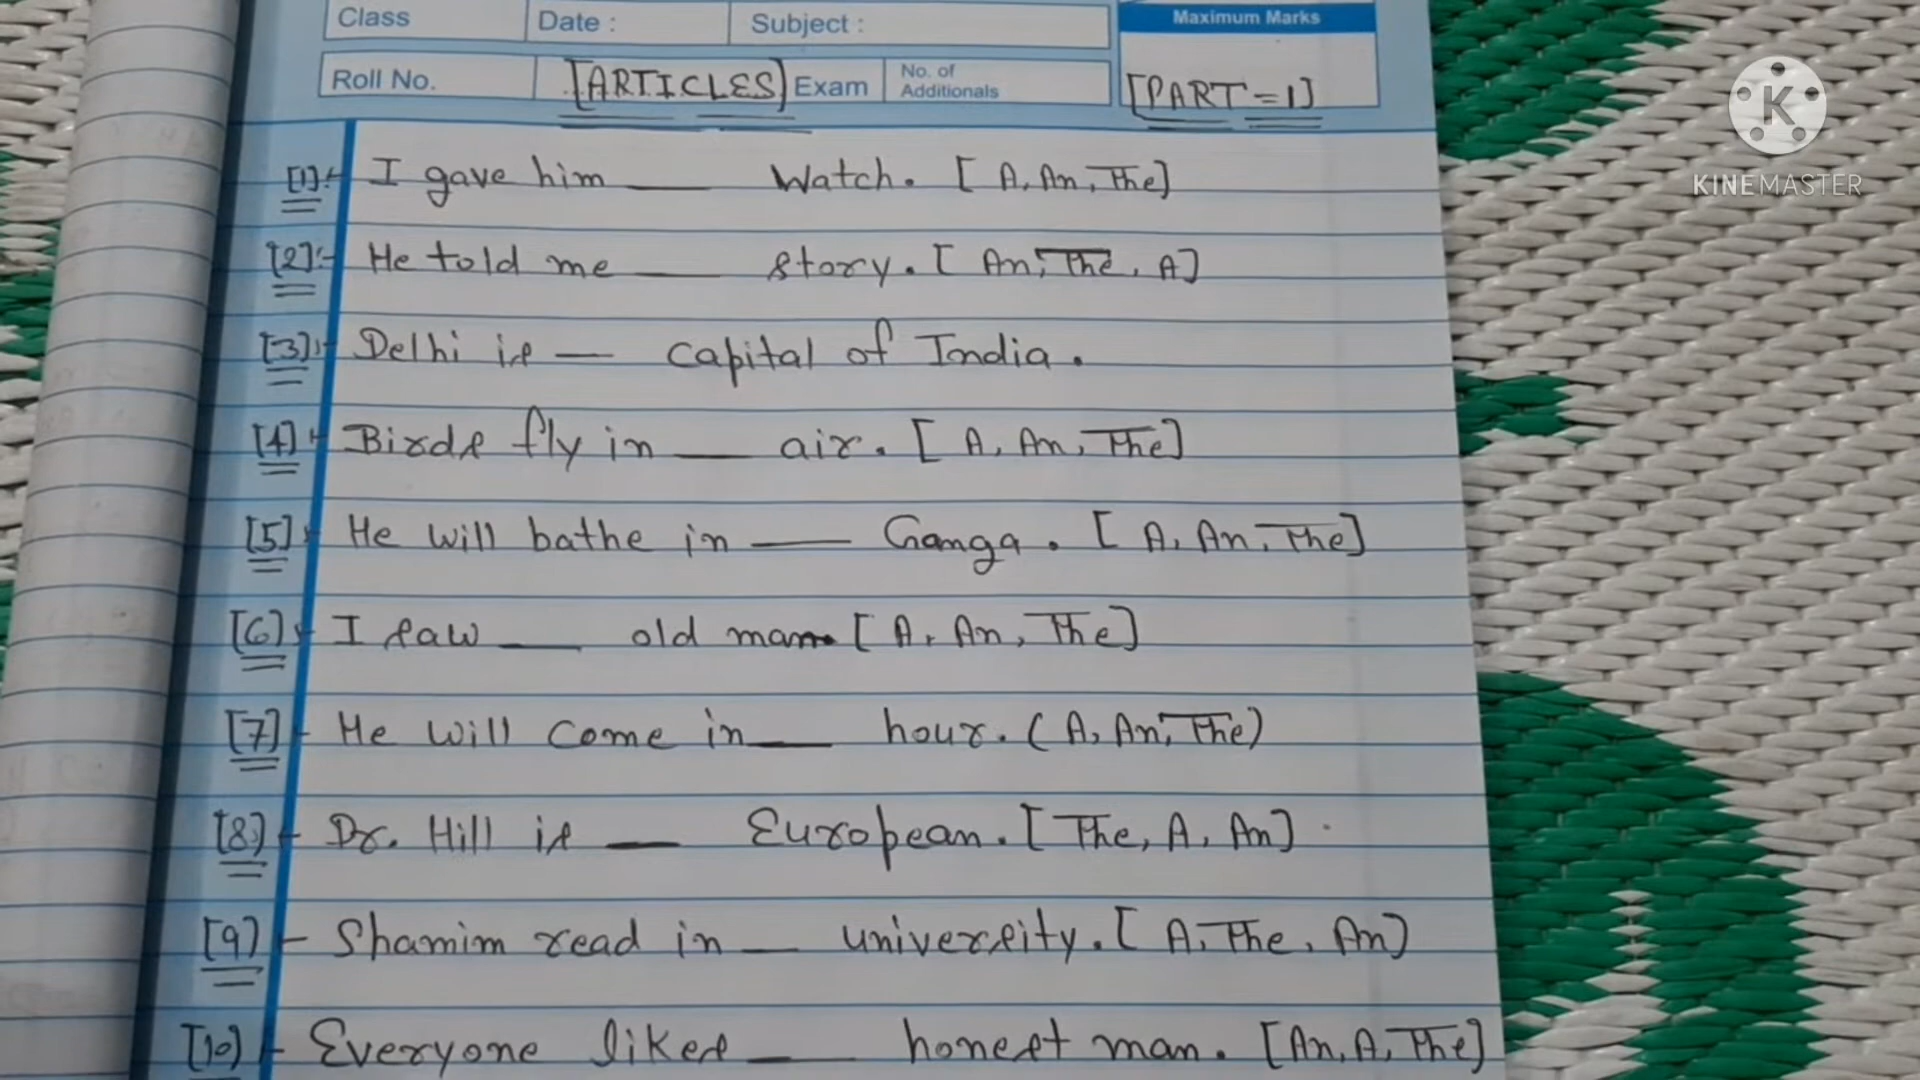 Class Date : Subject : Maximum Marks
Roll No. [ARTICLES] Exam No. of Additionals [PART=1]
KINEMASTER
[1]:- I gave him ___ Watch. [A, An, The]
[2]:- He told me ___ story. [An, The, A]
[3]:- Delhi is ___ capital of India.
[4]:- Birds fly in ___ air. [A, An, The]
[5]:- He will bathe in ___ Ganga. [A, An, The]
[6]:- I saw ___ old man. [A, An, The]
[7]:- He will come in ___ hour. (A, An, The)
[8]:- Dr. Hill is ___ European. [The, A, An]
[9]:- Shamim read in ___ university. [A, The, An)
[10]:- Everyone likes ___ honest man. [An, A, The]